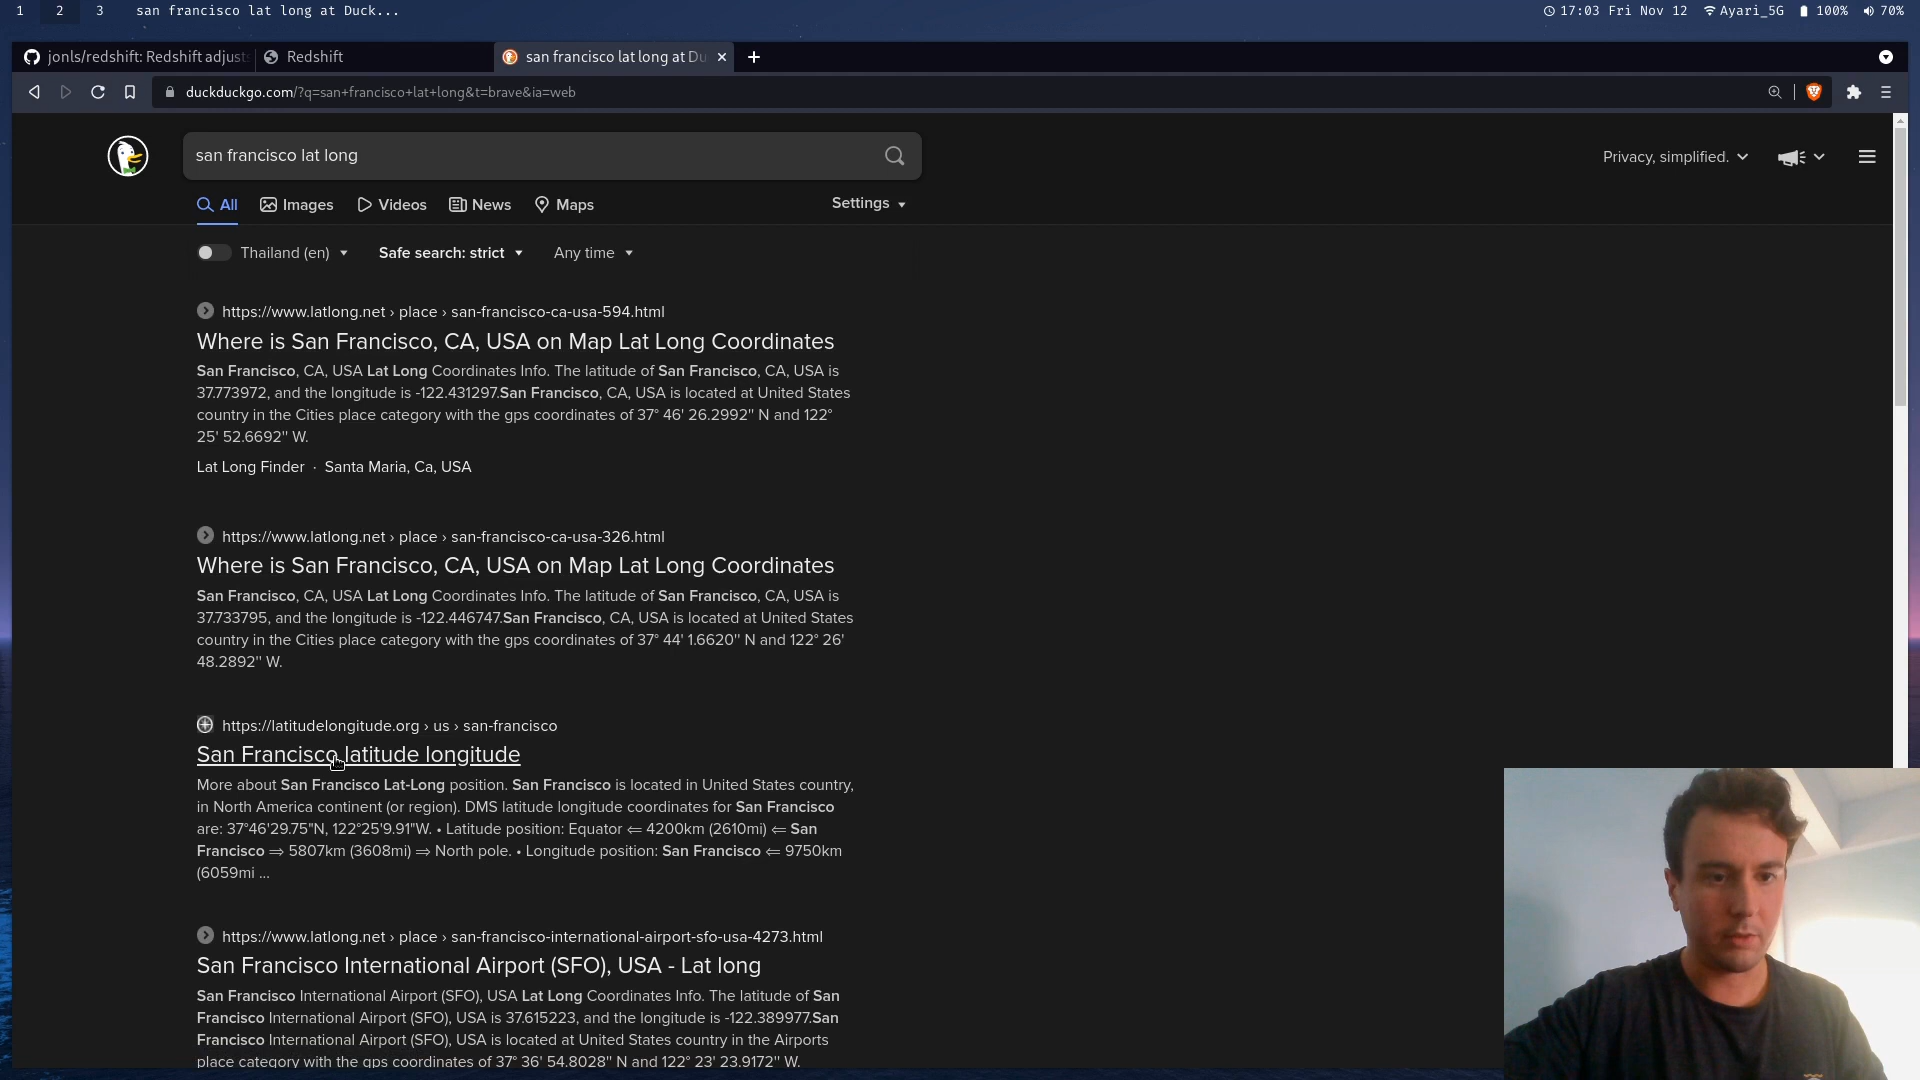 1 2 3 san francisco lat long at Duck... 17:03 Fri Nov 12 Ayari_5G 100% 70%
jonls/redshift: Redshift adjusts Redshift san francisco lat long at Du
duckduckgo.com/?q=san+francisco+lat+long&t=brave&ia=web
san francisco lat long
Privacy, simplified.
All Images Videos News Maps Settings
Thailand (en) Safe search: strict Any time
https://www.latlong.net › place › san-francisco-ca-usa-594.html
Where is San Francisco, CA, USA on Map Lat Long Coordinates
San Francisco, CA, USA Lat Long Coordinates Info. The latitude of San Francisco, CA, USA is
37.773972, and the longitude is -122.431297.San Francisco, CA, USA is located at United States
country in the Cities place category with the gps coordinates of 37° 46' 26.2992'' N and 122°
25' 52.6692'' W.
Lat Long Finder · Santa Maria, Ca, USA
https://www.latlong.net › place › san-francisco-ca-usa-326.html
Where is San Francisco, CA, USA on Map Lat Long Coordinates
San Francisco, CA, USA Lat Long Coordinates Info. The latitude of San Francisco, CA, USA is
37.733795, and the longitude is -122.446747.San Francisco, CA, USA is located at United States
country in the Cities place category with the gps coordinates of 37° 44' 1.6620'' N and 122° 26'
48.2892'' W.
https://latitudelongitude.org › us › san-francisco
San Francisco latitude longitude
More about San Francisco Lat-Long position. San Francisco is located in United States country,
in North America continent (or region). DMS latitude longitude coordinates for San Francisco
are: 37°46'29.75"N, 122°25'9.91"W. • Latitude position: Equator ⇐ 4200km (2610mi) ⇐ San
Francisco ⇒ 5807km (3608mi) ⇒ North pole. • Longitude position: San Francisco ⇐ 9750km
(6059mi ...
https://www.latlong.net › place › san-francisco-international-airport-sfo-usa-4273.html
San Francisco International Airport (SFO), USA - Lat long
San Francisco International Airport (SFO), USA Lat Long Coordinates Info. The latitude of San
Francisco International Airport (SFO), USA is 37.615223, and the longitude is -122.389977.San
Francisco International Airport (SFO), USA is located at United States country in the Airports
place category with the gps coordinates of 37° 36' 54.8028'' N and 122° 23' 23.9172'' W.